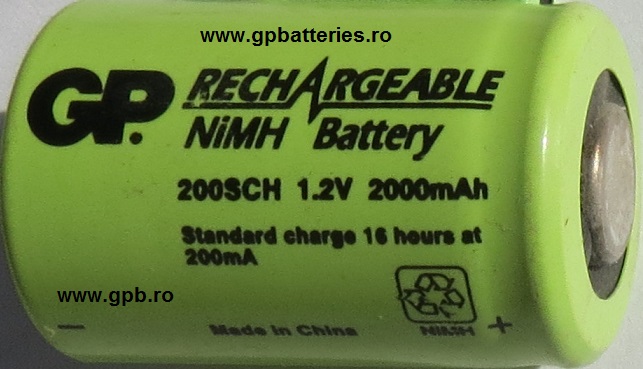 www.gpbatteries.ro
GP.
RECHARGEABLE
NiMH Battery
200SCH 1.2V 2000mAh
Standard charge 16 hours at
200mA
www.gpb.ro
NiMH
− Made in China +